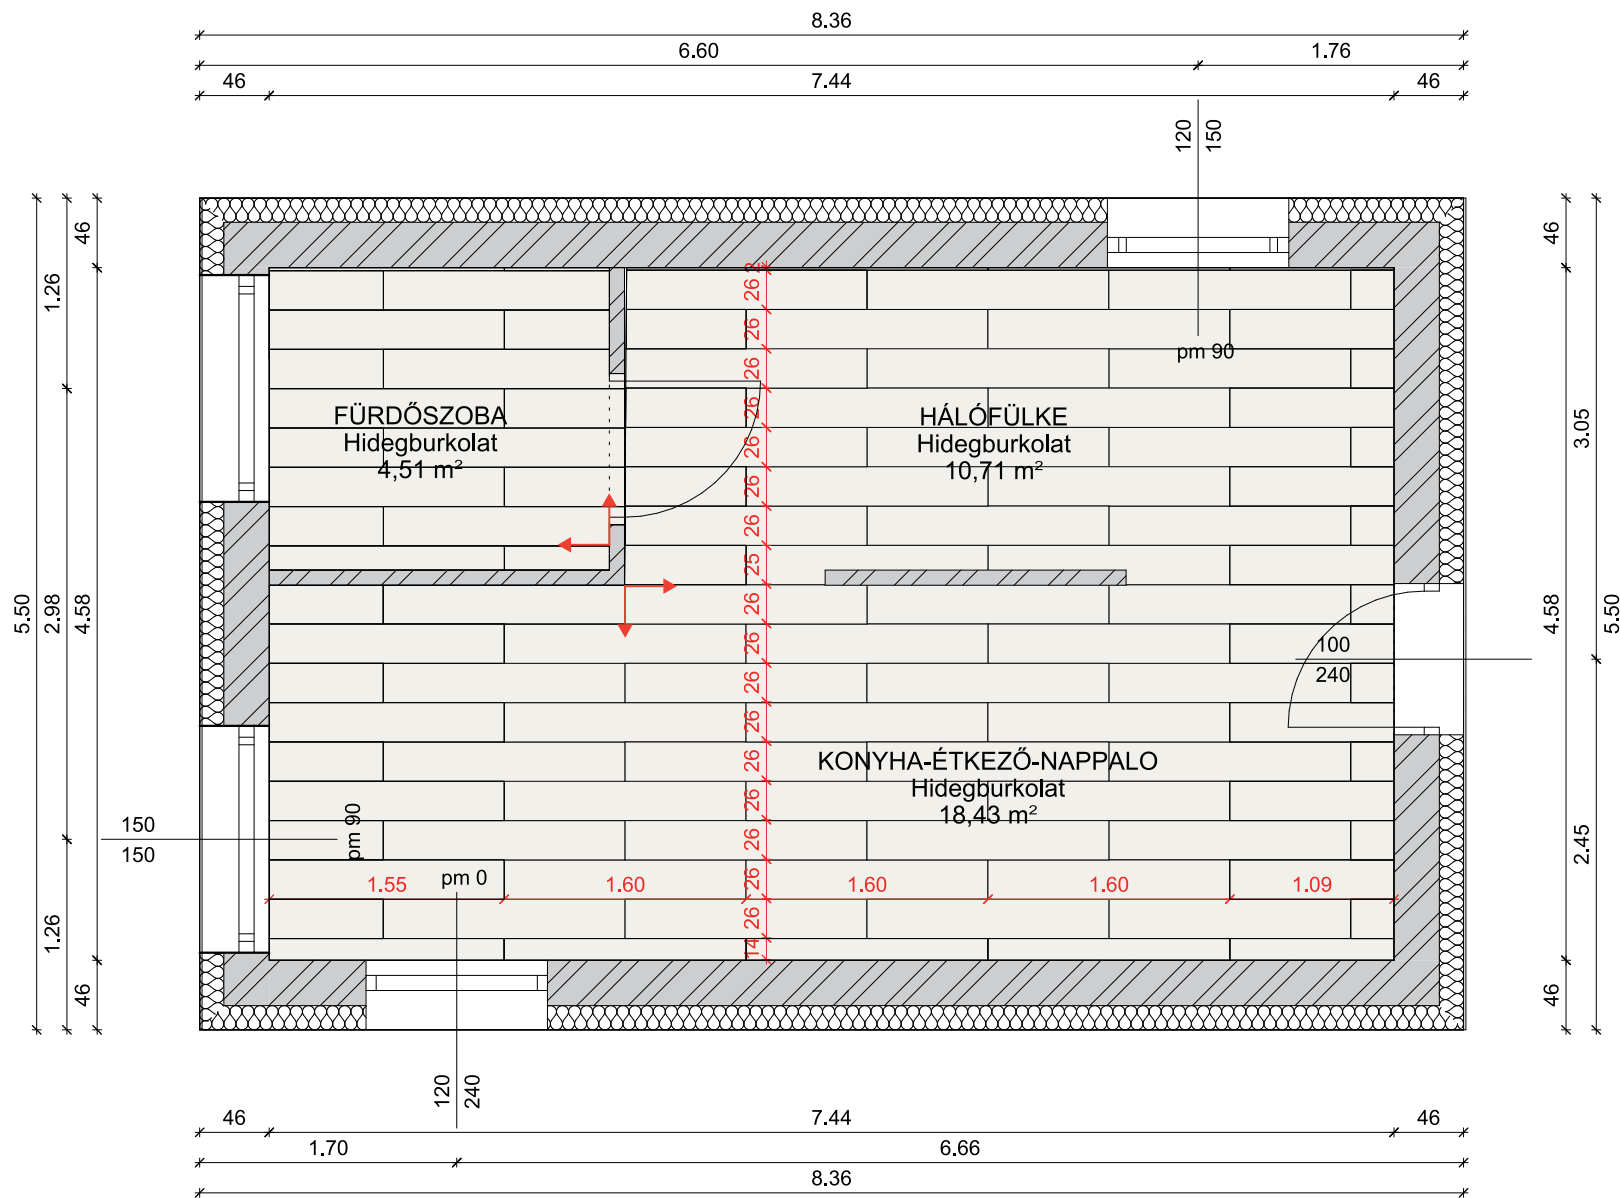 8.36
6.60 1.76
46 7.44 46
120 150
5.50
2.98
4.58
46
1.26
1.26
46
46
3.05
4.58
5.50
2.45
46
pm 90
FÜRDŐSZOBA
Hidegburkolat
4,51 m²
HÁLÓFÜLKE
Hidegburkolat
10,71 m²
2
26
26
26
26
26
26
26
25
26
26
26
26
26
26
26
26
26
14
100
240
KONYHA-ÉTKEZŐ-NAPPALO
Hidegburkolat
18,43 m²
150
150
pm 90
pm 0
1.55 1.60 1.60 1.60 1.09
120 240
46 7.44 46
1.70 6.66
8.36